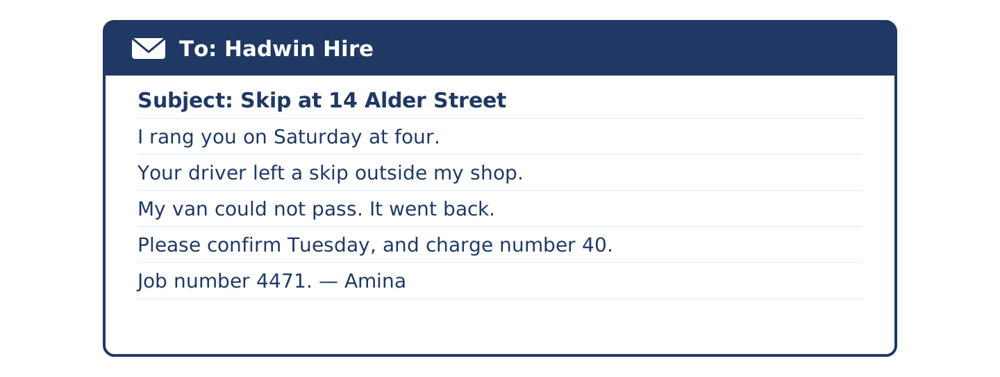 To: Hadwin Hire
Subject: Skip at 14 Alder Street
I rang you on Saturday at four.
Your driver left a skip outside my shop.
My van could not pass. It went back.
Please confirm Tuesday, and charge number 40.
Job number 4471. — Amina